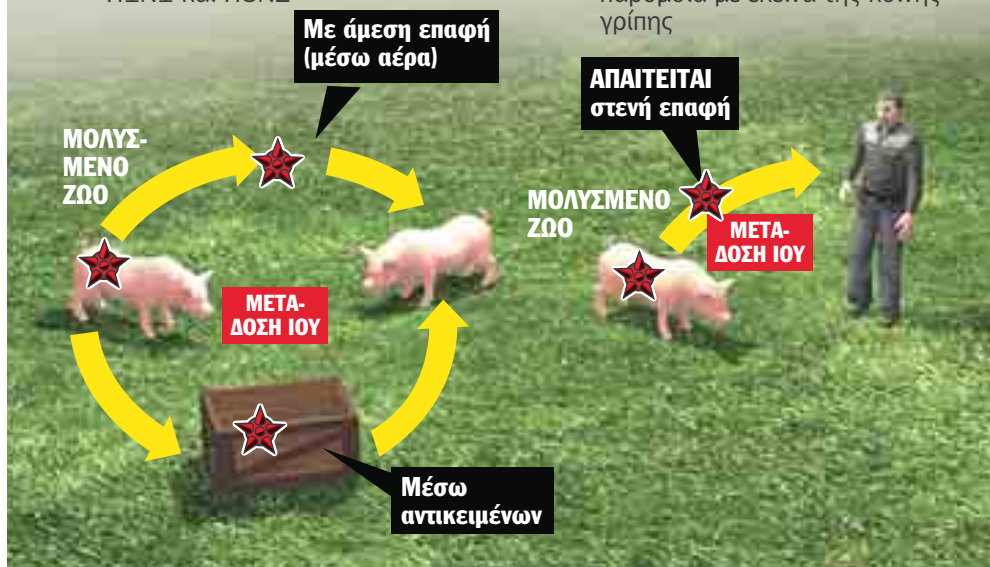 γρίπης
Με άμεση επαφή
(μέσω αέρα)
ΜΟΛΥΣ-
ΜΕΝΟ
ΖΩΟ
ΜΕΤΑ-
ΔΟΣΗ ΙΟΥ
Μέσω
αντικειμένων
ΑΠΑΙΤΕΙΤΑΙ
στενή επαφή
ΜΟΛΥΣΜΕΝΟ
ΖΩΟ
ΜΕΤΑ-
ΔΟΣΗ ΙΟΥ